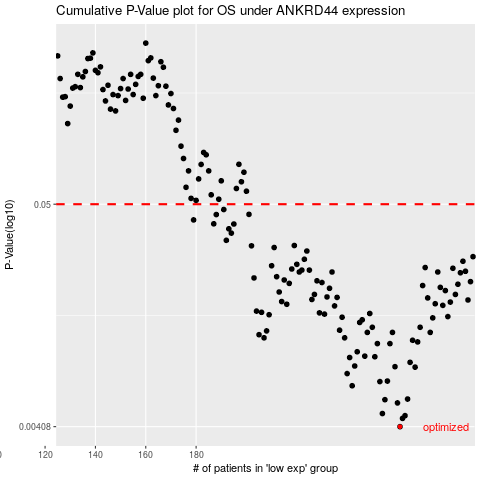 Cumulative P-Value plot for OS under ANKRD44 expression
P-Value(log10)
0.05
0.00408
optimized
0
120
140
160
180
# of patients in 'low exp' group